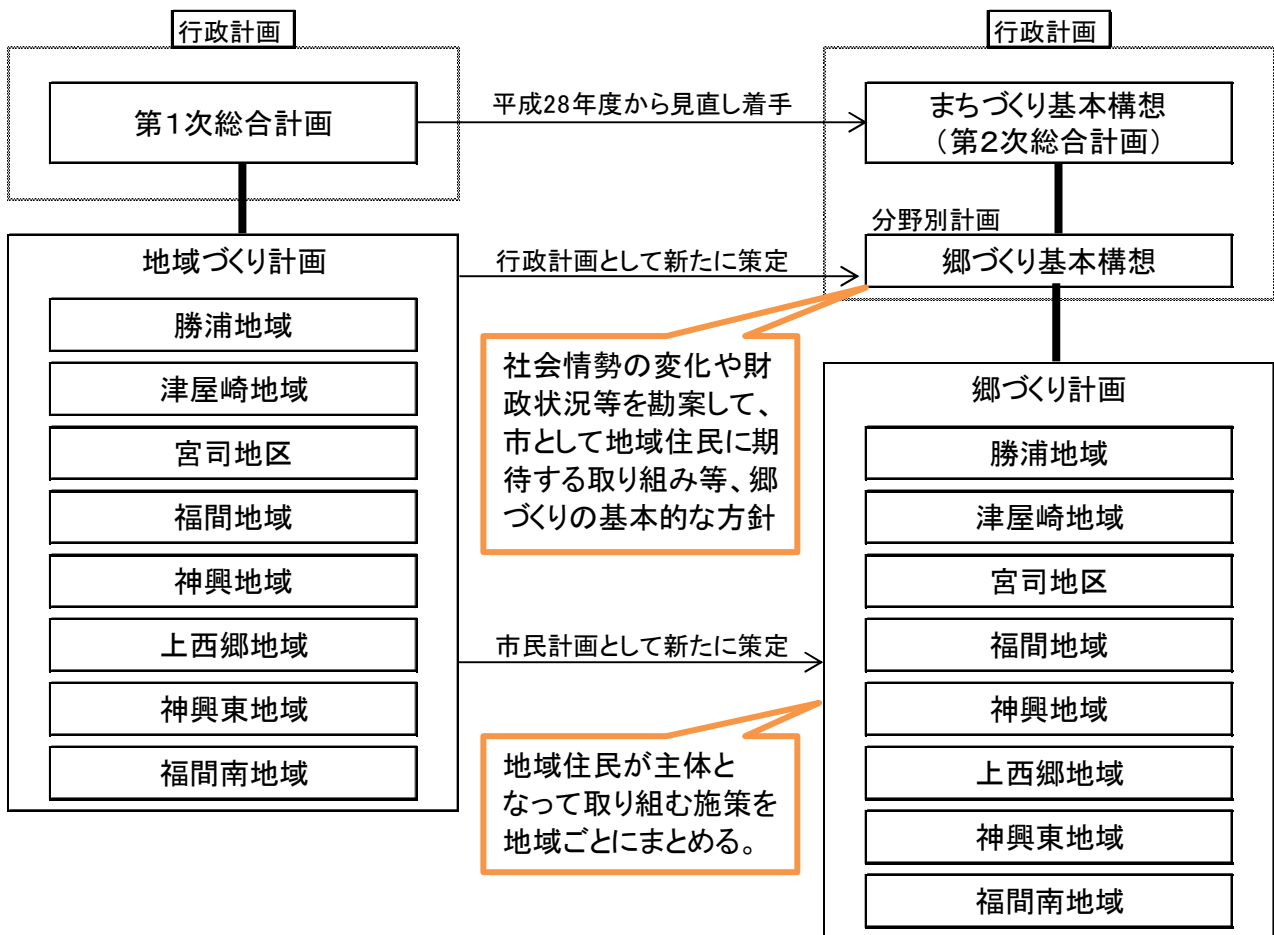 行政計画
第1次総合計画
地域づくり計画
勝浦地域
津屋崎地域
宮司地区
福間地域
神興地域
上西郷地域
神興東地域
福間南地域
平成28年度から見直し着手
行政計画として新たに策定
社会情勢の変化や財
政状況等を勘案して、
市として地域住民に期
待する取り組み等、郷
づくりの基本的な方針
市民計画として新たに策定
地域住民が主体と
なって取り組む施策を
地域ごとにまとめる。
行政計画
まちづくり基本構想
（第2次総合計画）
分野別計画
郷づくり基本構想
郷づくり計画
勝浦地域
津屋崎地域
宮司地区
福間地域
神興地域
上西郷地域
神興東地域
福間南地域